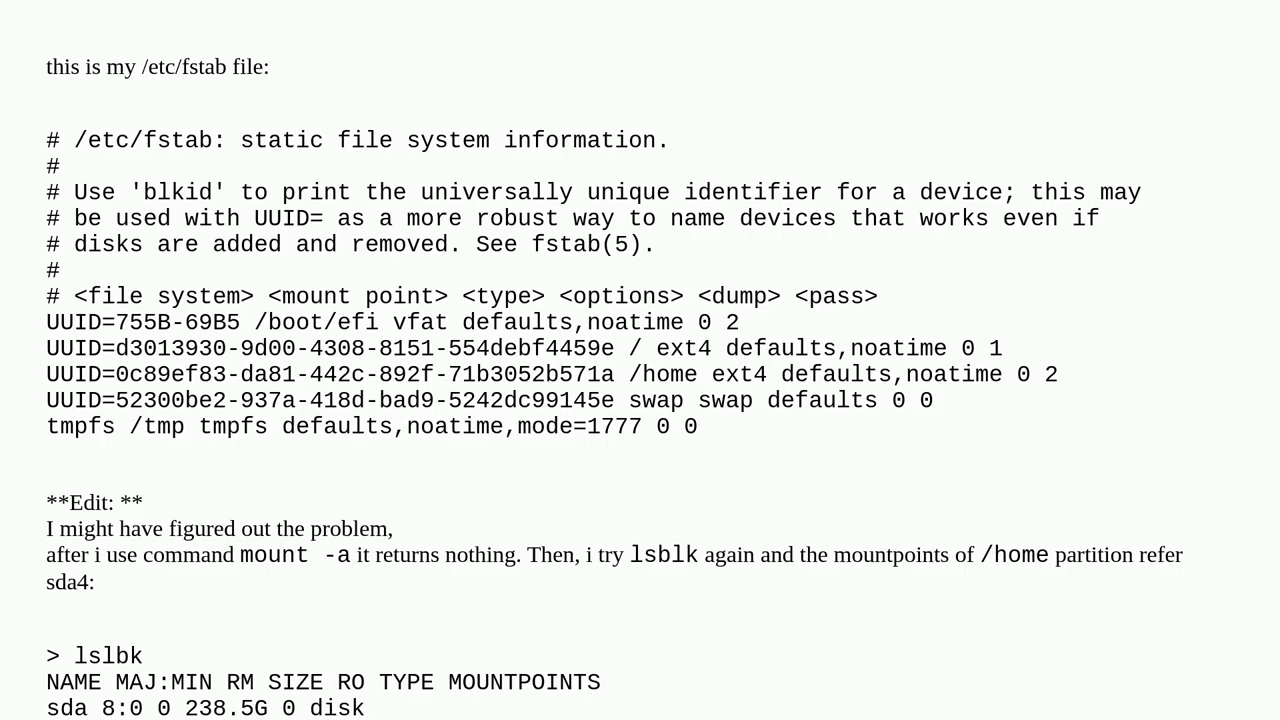 this is my /etc/fstab file:
# /etc/fstab: static file system information.
#
# Use 'blkid' to print the universally unique identifier for a device; this may
# be used with UUID= as a more robust way to name devices that works even if
# disks are added and removed. See fstab(5).
#
# <file system> <mount point> <type> <options> <dump> <pass>
UUID=755B-69B5 /boot/efi vfat defaults,noatime 0 2
UUID=d3013930-9d00-4308-8151-554debf4459e / ext4 defaults,noatime 0 1
UUID=0c89ef83-da81-442c-892f-71b3052b571a /home ext4 defaults,noatime 0 2
UUID=52300be2-937a-418d-bad9-5242dc99145e swap swap defaults 0 0
tmpfs /tmp tmpfs defaults,noatime,mode=1777 0 0
**Edit: **
I might have figured out the problem,
after i use command mount -a it returns nothing. Then, i try lsblk again and the mountpoints of /home partition refer
sda4:
> lslbk
NAME MAJ:MIN RM SIZE RO TYPE MOUNTPOINTS
sda 8:0 0 238.5G 0 disk